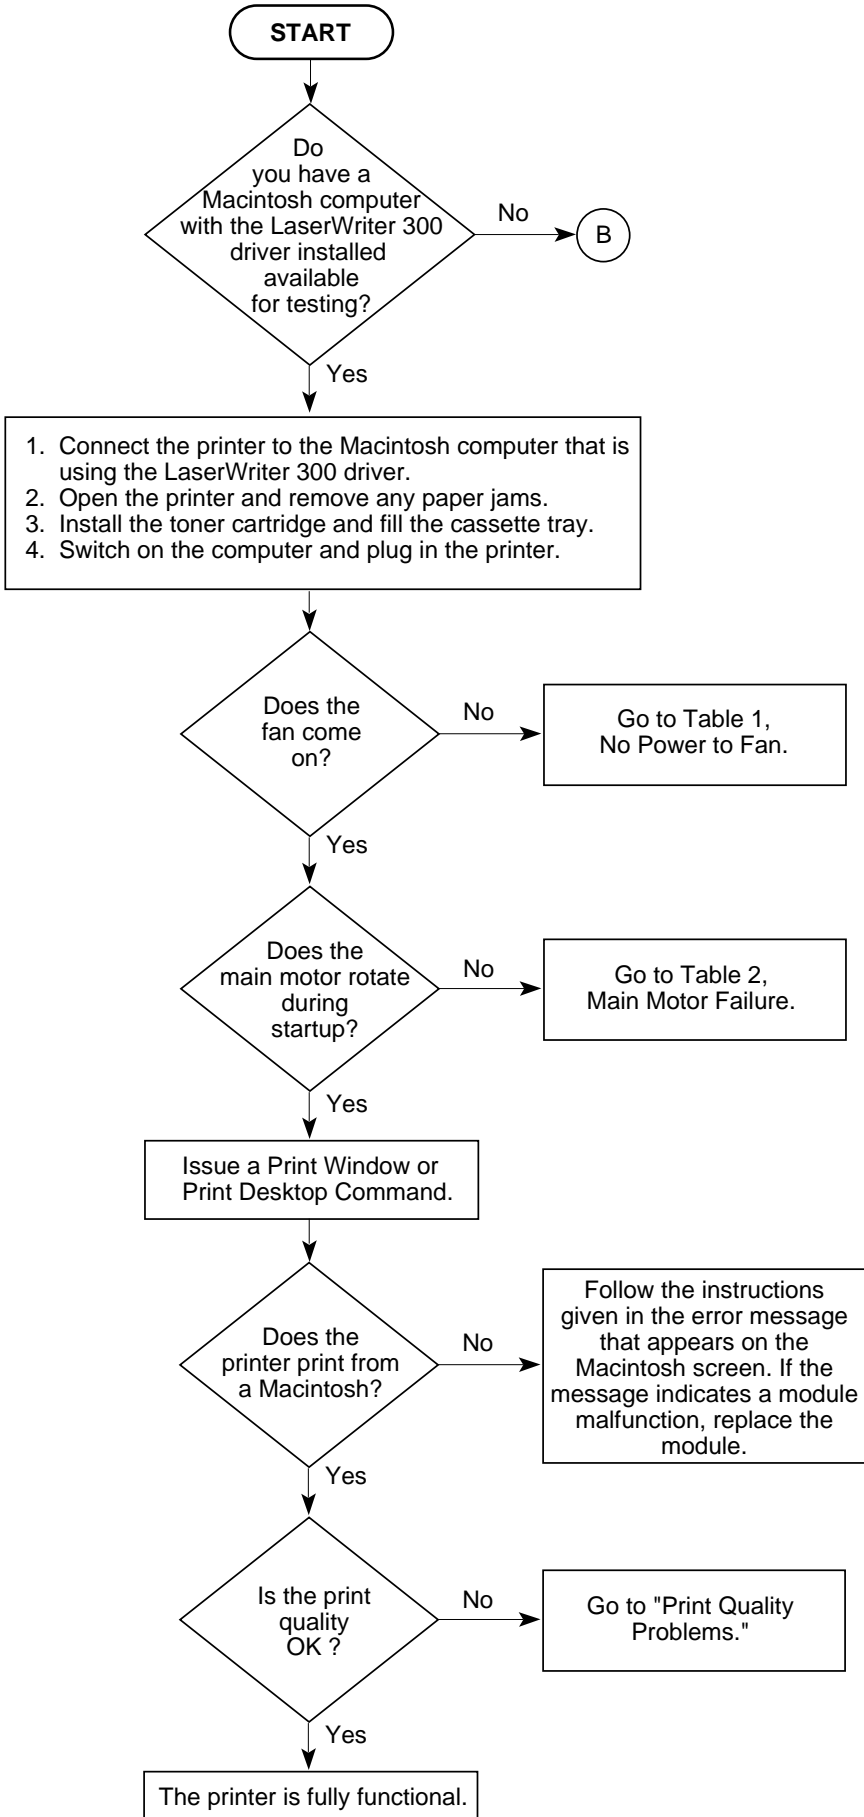 START
Do
you have a
Macintosh computer
with the LaserWriter 300
driver installed
available
for testing?
No
B
Yes
1. Connect the printer to the Macintosh computer that is
using the LaserWriter 300 driver.
2. Open the printer and remove any paper jams.
3. Install the toner cartridge and fill the cassette tray.
4. Switch on the computer and plug in the printer.
Does the
fan come
on?
No
Go to Table 1,
No Power to Fan.
Yes
Does the
main motor rotate
during
startup?
No
Go to Table 2,
Main Motor Failure.
Yes
Issue a Print Window or
Print Desktop Command.
Does the
printer print from
a Macintosh?
No
Follow the instructions
given in the error message
that appears on the
Macintosh screen. If the
message indicates a module
malfunction, replace the
module.
Yes
Is the print
quality
OK ?
No
Go to "Print Quality
Problems."
Yes
The printer is fully functional.